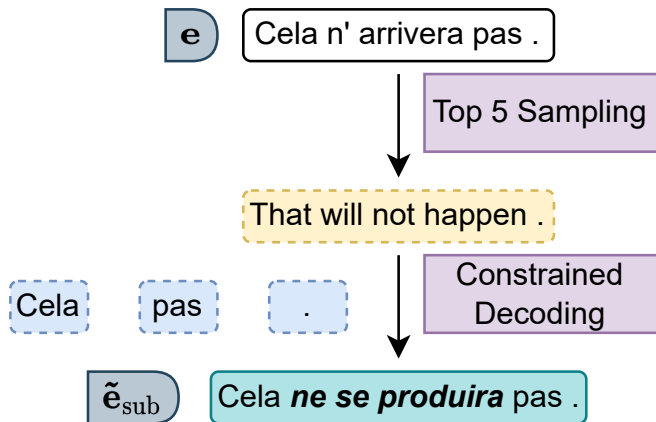 e
Cela n' arrivera pas .
Top 5 Sampling
That will not happen .
Constrained
Decoding
Cela
pas
.
ẽsub
Cela ne se produira pas .